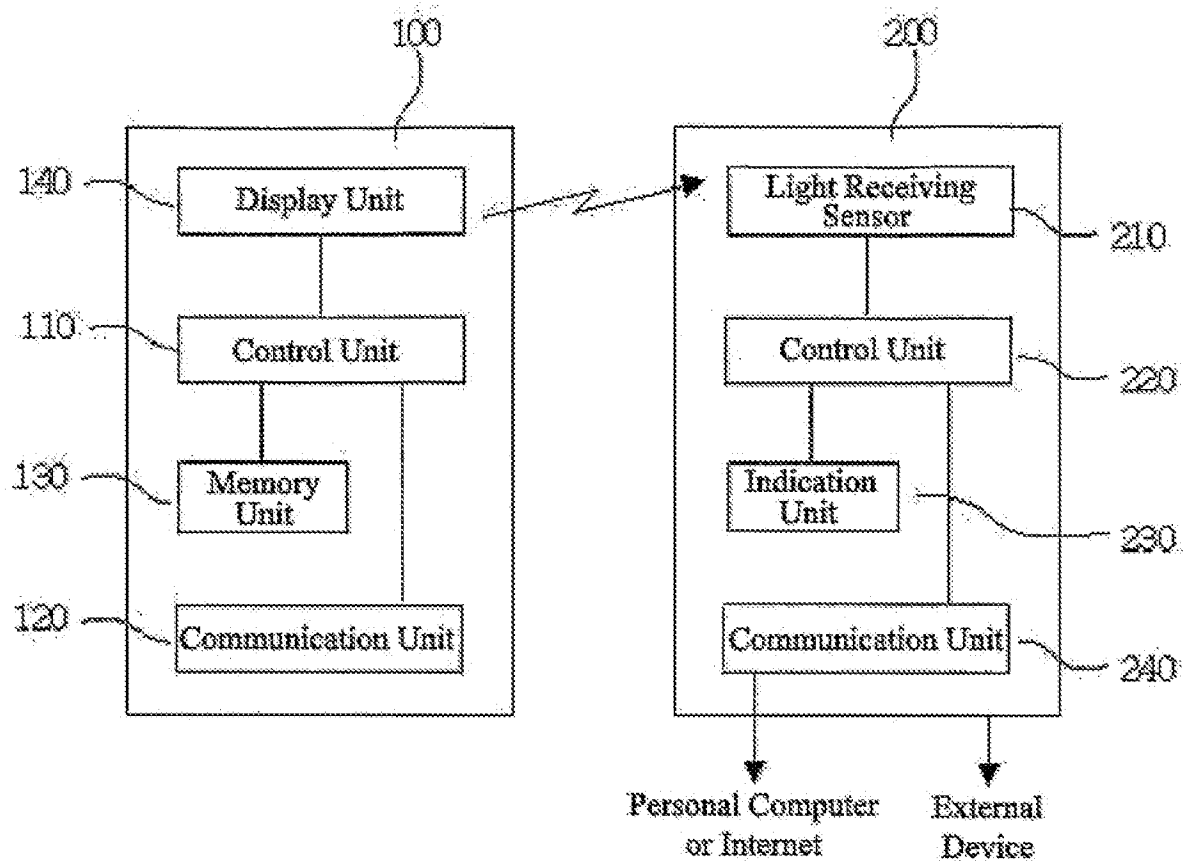 100
200
140
Display Unit
Light Receiving
Sensor
210
110
Control Unit
Control Unit
220
130
Memory
Unit
Indication
Unit
230
120
Communication Unit
Communication Unit
240
Personal Computer
or Internet
External
Device